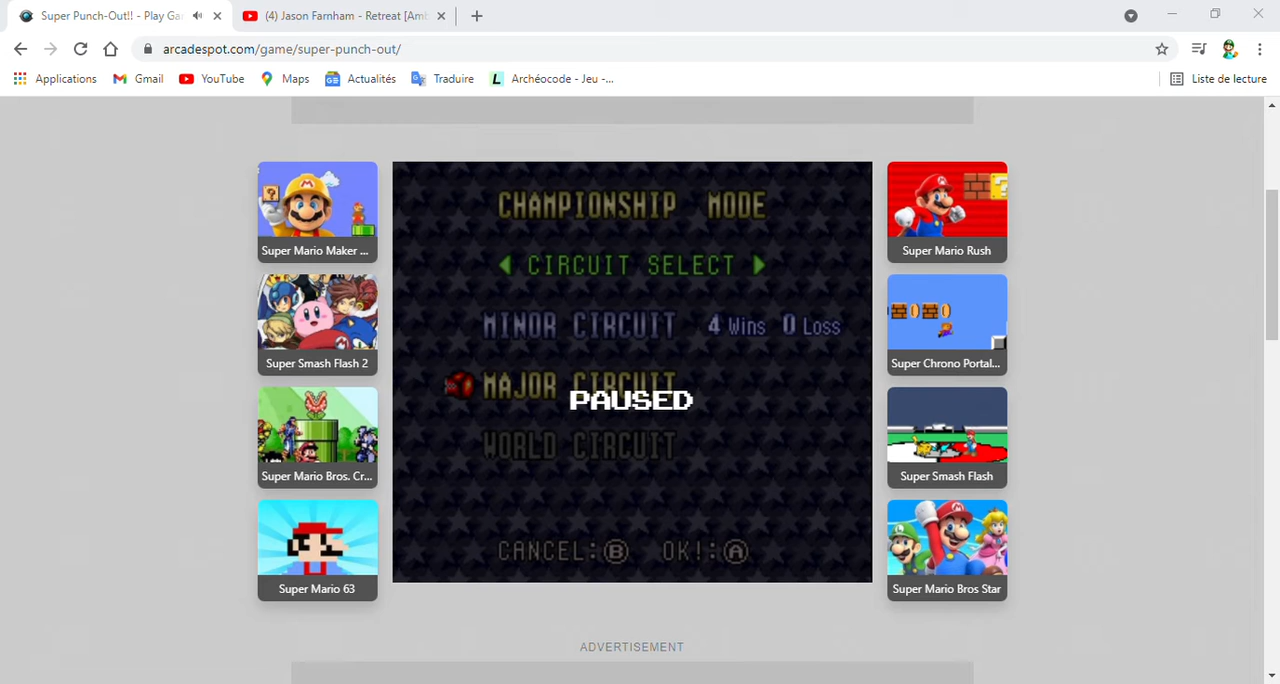 Super Punch-Out!! - Play Ga
(4) Jason Farnham - Retreat [Amb
arcadespot.com/game/super-punch-out/
Applications
Gmail
YouTube
Maps
Actualités
Traduire
L Archéocode - Jeu -...
Liste de lecture
CHAMPIONSHIP MODE
CIRCUIT SELECT
MINOR CIRCUIT 4 Wins 0 Loss
MAJOR CIRCUIT
PAUSED
WORLD CIRCUIT
CANCEL:B OK!:A
Super Mario Maker ...
Super Smash Flash 2
Super Mario Bros. Cr...
Super Mario 63
Super Mario Rush
Super Chrono Portal...
Super Smash Flash
Super Mario Bros Star
ADVERTISEMENT